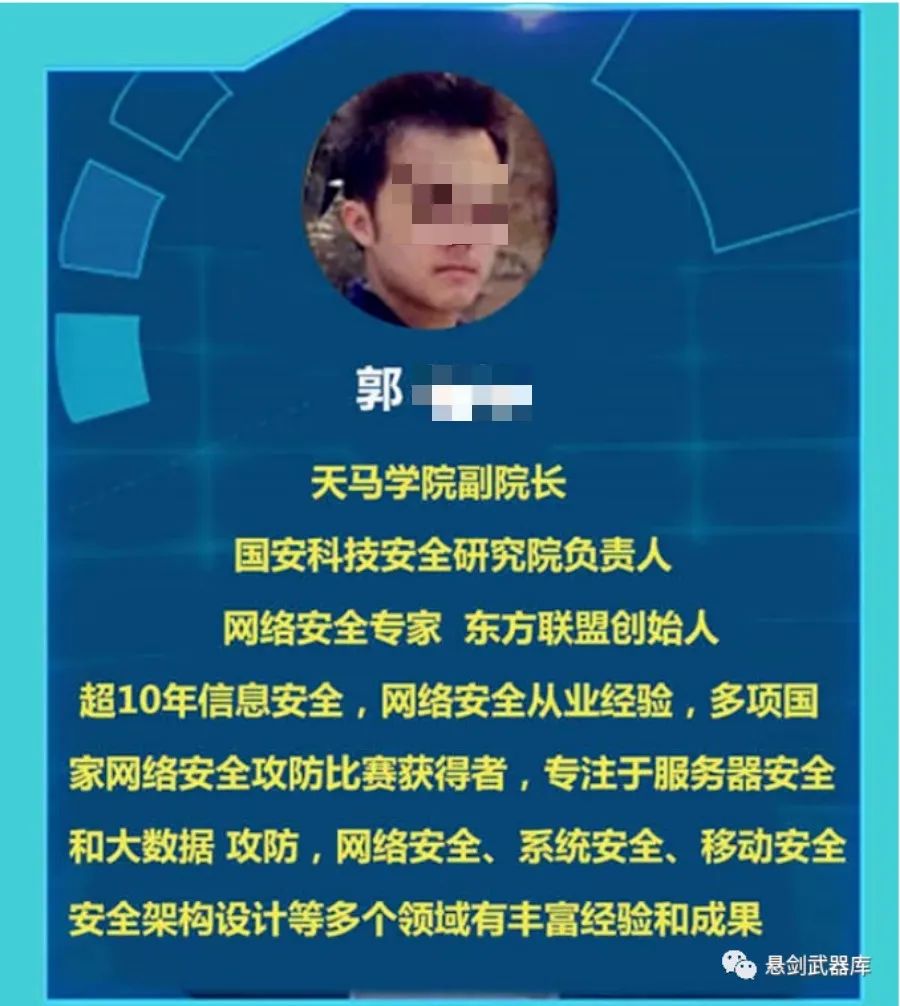 郭
天马学院副院长
国安科技安全研究院负责人
网络安全专家 东方联盟创始人
超10年信息安全，网络安全从业经验，多项国
家网络安全攻防比赛获得者，专注于服务器安全
和大数据 攻防，网络安全、系统安全、移动安全
安全架构设计等多个领域有丰富经验和成果
悬剑武器库